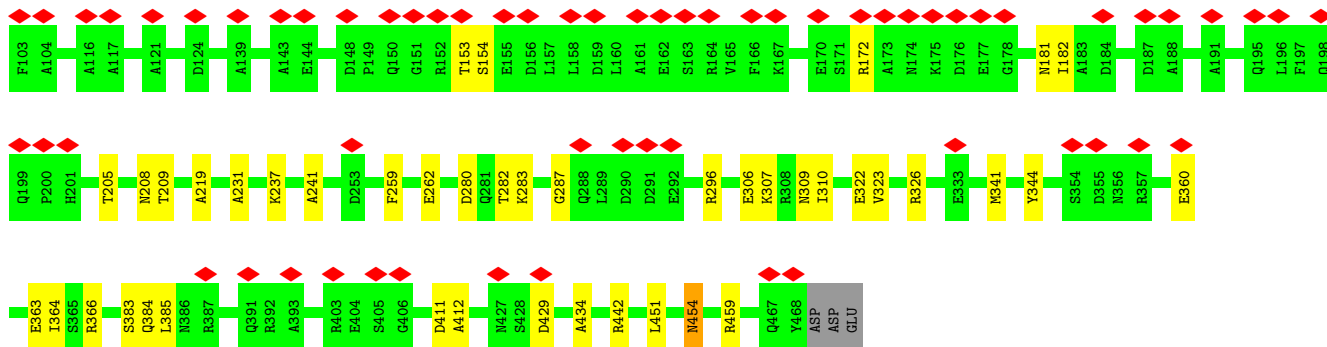 F103 A104 A116 A117 A121 D124 A139 A143 E144 D148 P149 Q150 G151 R152 T153 S154 E155 D156 L157 L158 D159 L160 A161 E162 S163 R164 V165 F166 K167 E170 S171 R172 A173 N174 K175 D176 E177 G178 N181 I182 A183 D184 D187 A188 A191 Q195 L196 F197 Q198
Q199 P200 H201 T205 N208 T209 A219 A231 K237 A241 D253 F259 E262 D280 Q281 T282 K283 G287 Q288 L289 D290 D291 E292 R296 E306 K307 R308 N309 I310 E322 V323 R326 E333 M341 Y344 S354 D355 N356 R357 E360
E363 I364 S365 R366 S383 Q384 L385 N386 R387 Q391 R392 A393 R403 E404 S405 G406 D411 A412 N427 S428 D429 A434 R442 L451 N454 R459 Q467 Y468 ASP ASP GLU